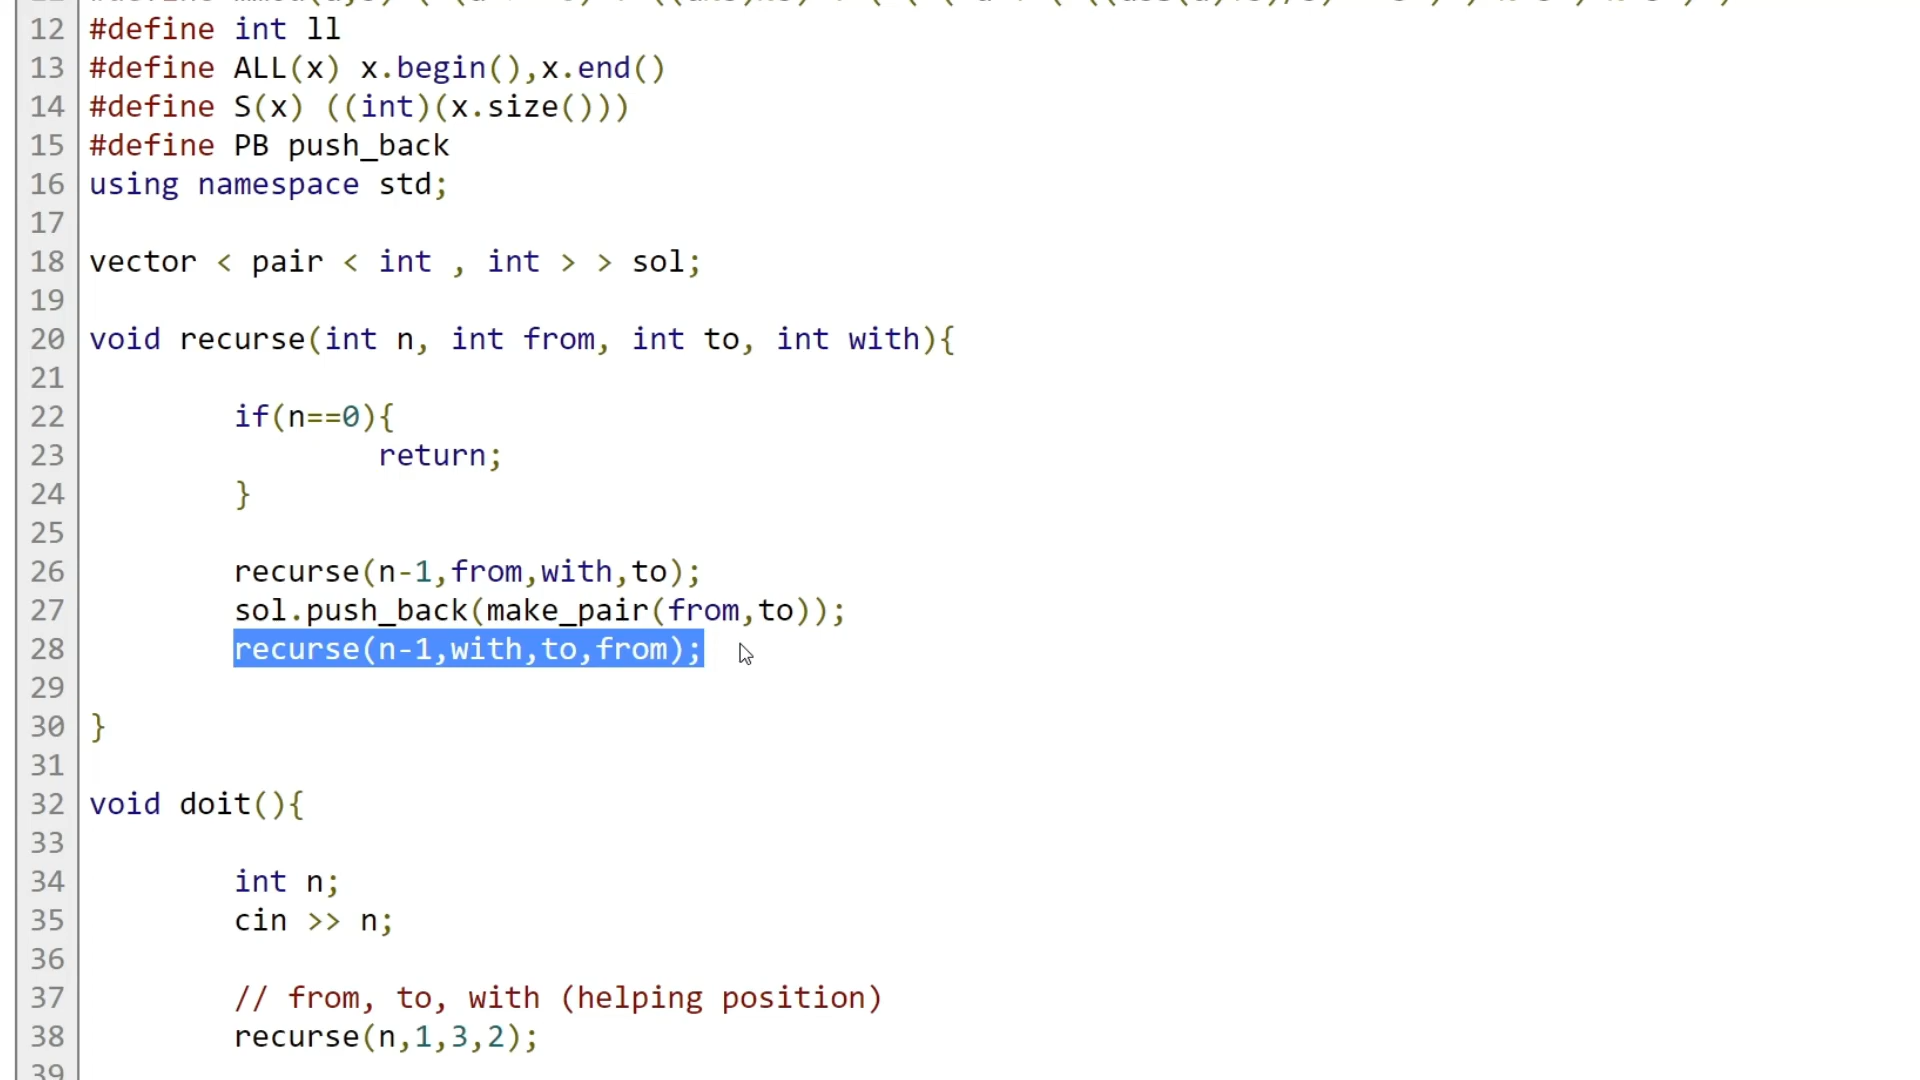 12 #define int ll
13 #define ALL(x) x.begin(),x.end()
14 #define S(x) ((int)(x.size()))
15 #define PB push_back
16 using namespace std;
17
18 vector < pair < int , int > > sol;
19
20 void recurse(int n, int from, int to, int with){
21
22 if(n==0){
23 return;
24 }
25
26 recurse(n-1,from,with,to);
27 sol.push_back(make_pair(from,to));
28 recurse(n-1,with,to,from);
29
30 }
31
32 void doit(){
33
34 int n;
35 cin >> n;
36
37 // from, to, with (helping position)
38 recurse(n,1,3,2);
39